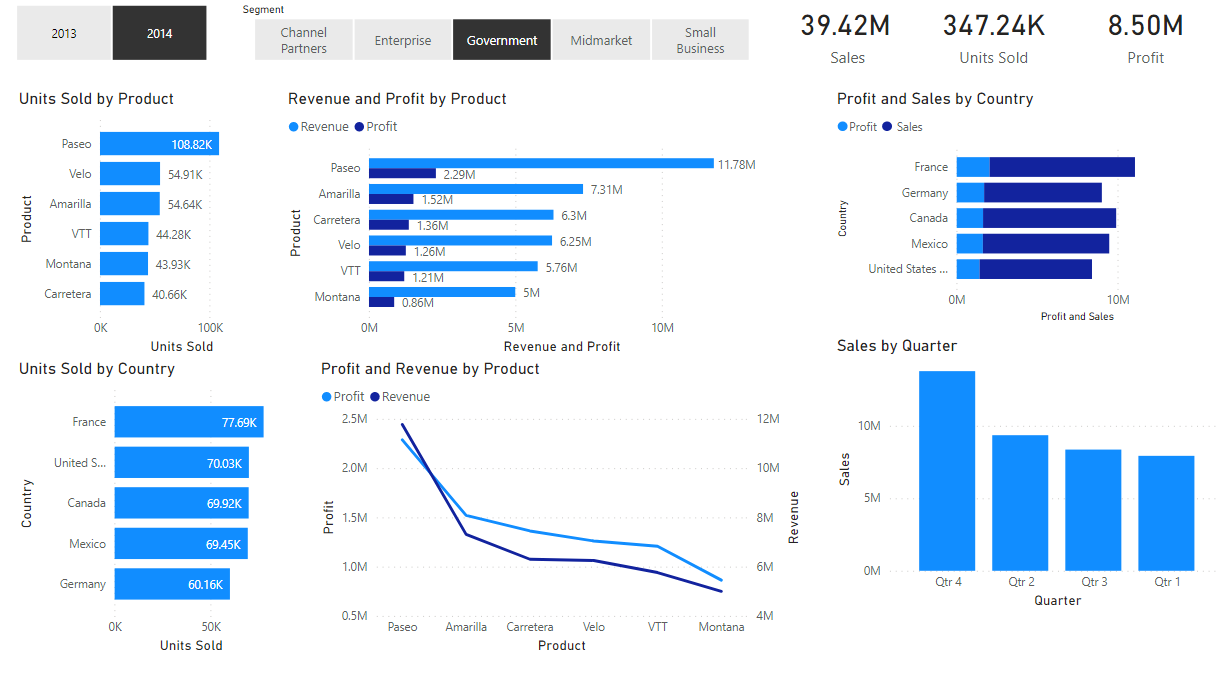 2013
2014
Segment
Channel
Partners
Enterprise
Government
Midmarket
Small
Business
39.42M
Sales
347.24K
Units Sold
8.50M
Profit
Units Sold by Product
Product
Paseo
108.82K
Velo
54.91K
Amarilla
54.64K
VTT
44.28K
Montana
43.93K
Carretera
40.66K
0K
100K
Units Sold
Revenue and Profit by Product
Revenue
Profit
Product
Paseo
11.78M
2.29M
Amarilla
7.31M
1.52M
Carretera
6.3M
1.36M
Velo
6.25M
1.26M
VTT
5.76M
1.21M
Montana
5M
0.86M
0M
5M
10M
Revenue and Profit
Profit and Sales by Country
Profit
Sales
Country
France
Germany
Canada
Mexico
United States ...
0M
10M
Profit and Sales
Units Sold by Country
Country
France
77.69K
United S...
70.03K
Canada
69.92K
Mexico
69.45K
Germany
60.16K
0K
50K
Units Sold
Profit and Revenue by Product
Profit
Revenue
Profit
2.5M
2.0M
1.5M
1.0M
0.5M
12M
10M
8M
6M
4M
Revenue
Paseo
Amarilla
Carretera
Velo
VTT
Montana
Product
Sales by Quarter
Sales
10M
5M
0M
Qtr 4
Qtr 2
Qtr 3
Qtr 1
Quarter